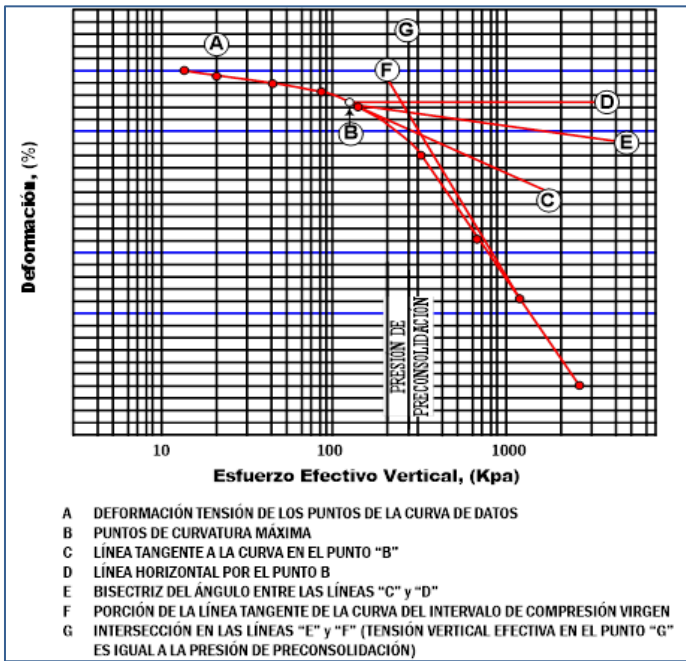 A
G
F
D
B
E
C
Deformación, (%)
PRESIÓN DE
PRECONSOLIDACIÓN
10
100
1000
Esfuerzo Efectivo Vertical, (Kpa)
A DEFORMACIÓN TENSIÓN DE LOS PUNTOS DE LA CURVA DE DATOS
B PUNTOS DE CURVATURA MÁXIMA
C LÍNEA TANGENTE A LA CURVA EN EL PUNTO “B”
D LÍNEA HORIZONTAL POR EL PUNTO B
E BISECTRIZ DEL ÁNGULO ENTRE LAS LÍNEAS “C” y “D”
F PORCIÓN DE LA LÍNEA TANGENTE DE LA CURVA DEL INTERVALO DE COMPRESIÓN VIRGEN
G INTERSECCIÓN EN LAS LÍNEAS “E” y “F” (TENSIÓN VERTICAL EFECTIVA EN EL PUNTO “G”
ES IGUAL A LA PRESIÓN DE PRECONSOLIDACIÓN)